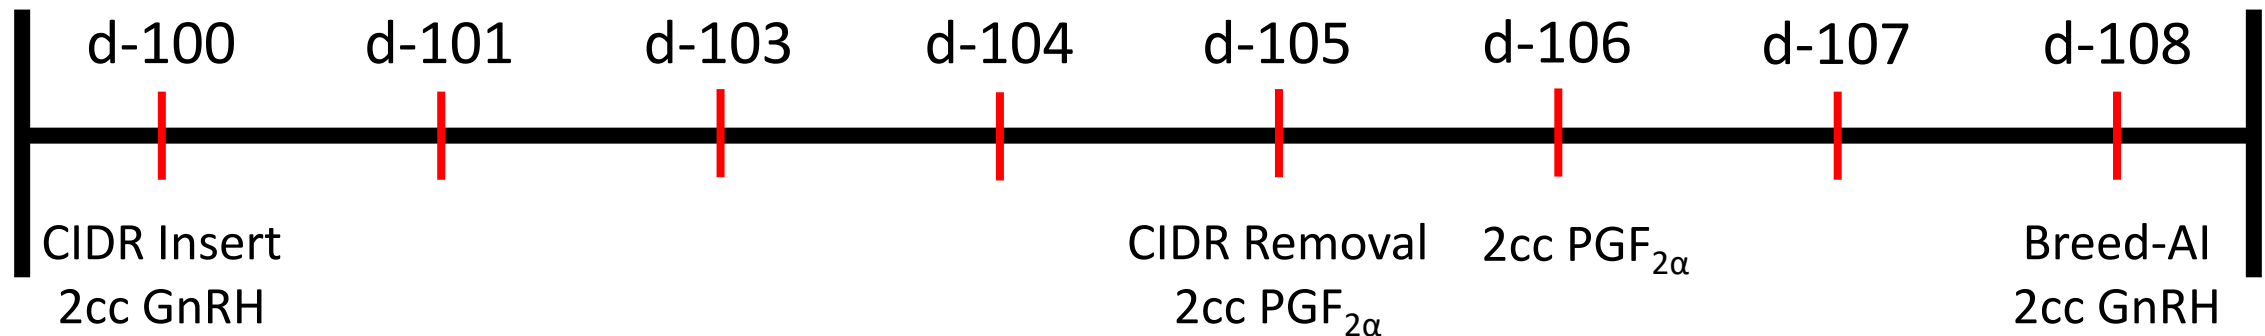 d-100 d-101 d-103 d-104 d-105 d-106 d-107 d-108
CIDR Insert CIDR Removal 2cc PGF₂α Breed-AI
2cc GnRH 2cc PGF₂α 2cc GnRH